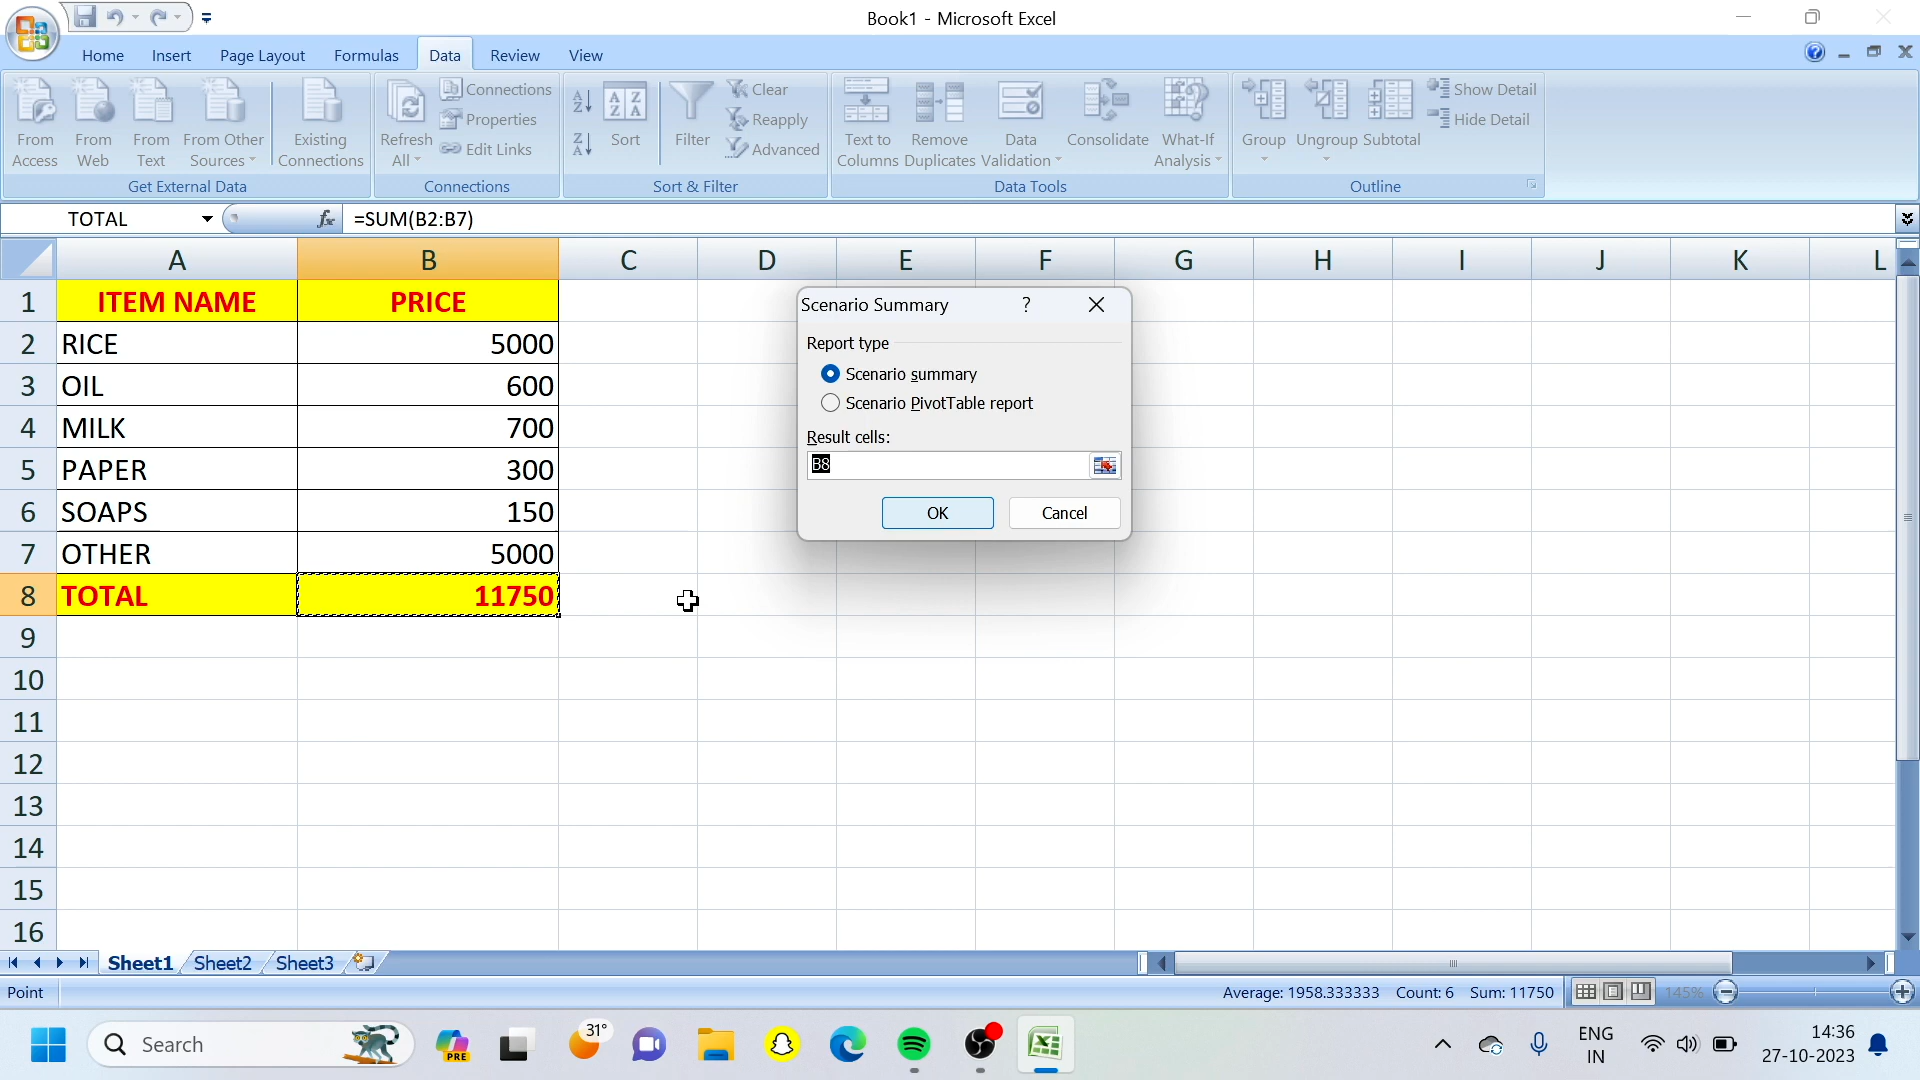 Book1 - Microsoft Excel
Home Insert Page Layout Formulas Data Review View
From Access
From Web
From Text
From Other Sources
Existing Connections
Get External Data
Refresh All
Connections
Properties
Edit Links
Connections
Sort
Filter
Clear
Reapply
Advanced
Sort & Filter
Text to Columns
Remove Duplicates
Data Validation
Consolidate
What-If Analysis
Data Tools
Group
Ungroup
Subtotal
Show Detail
Hide Detail
Outline
TOTAL fx =SUM(B2:B7)
A B C D E F G H I J K L
1 ITEM NAME PRICE
2 RICE 5000
3 OIL 600
4 MILK 700
5 PAPER 300
6 SOAPS 150
7 OTHER 5000
8 TOTAL 11750
9
10
11
12
13
14
15
16
Scenario Summary ?
Report type
Scenario summary
Scenario PivotTable report
Result cells:
B8
OK Cancel
Sheet1 Sheet2 Sheet3
Point Average: 1958.333333 Count: 6 Sum: 11750 145%
Search PRE 31° ENG IN 14:36 27-10-2023